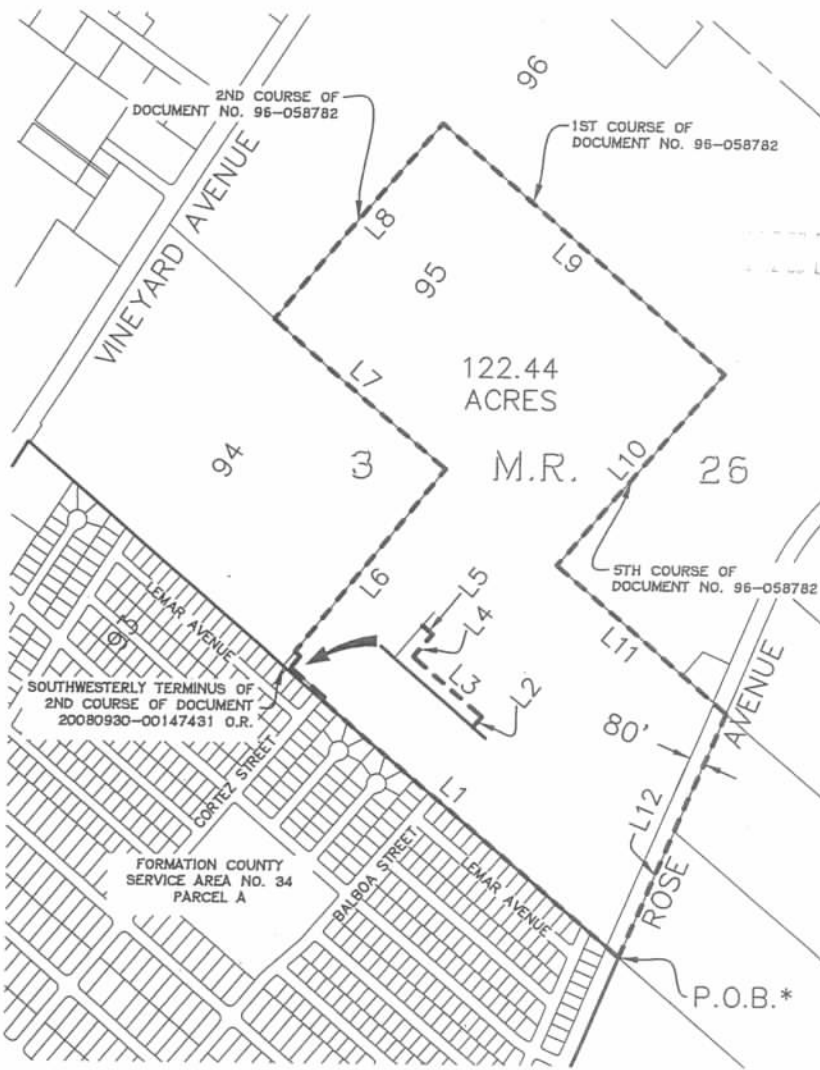 96
2ND COURSE OF
DOCUMENT NO. 96-058782
1ST COURSE OF
DOCUMENT NO. 96-058782
VINEYARD AVENUE
L8
L9
95
122.44
ACRES
L7
94
3
M.R.
L10
26
5TH COURSE OF
DOCUMENT NO. 96-058782
L6
L5
L4
L3
L2
L11
LEMAR AVENUE
93
SOUTHWESTERLY TERMINUS OF
2ND COURSE OF DOCUMENT
20080930-00147431 O.R.
80'
ROSE AVENUE
L12
CORTEZ STREET
L1
FORMATION COUNTY
SERVICE AREA NO. 34
PARCEL A
BALBOA STREET
LEMAR AVENUE
P.O.B.*